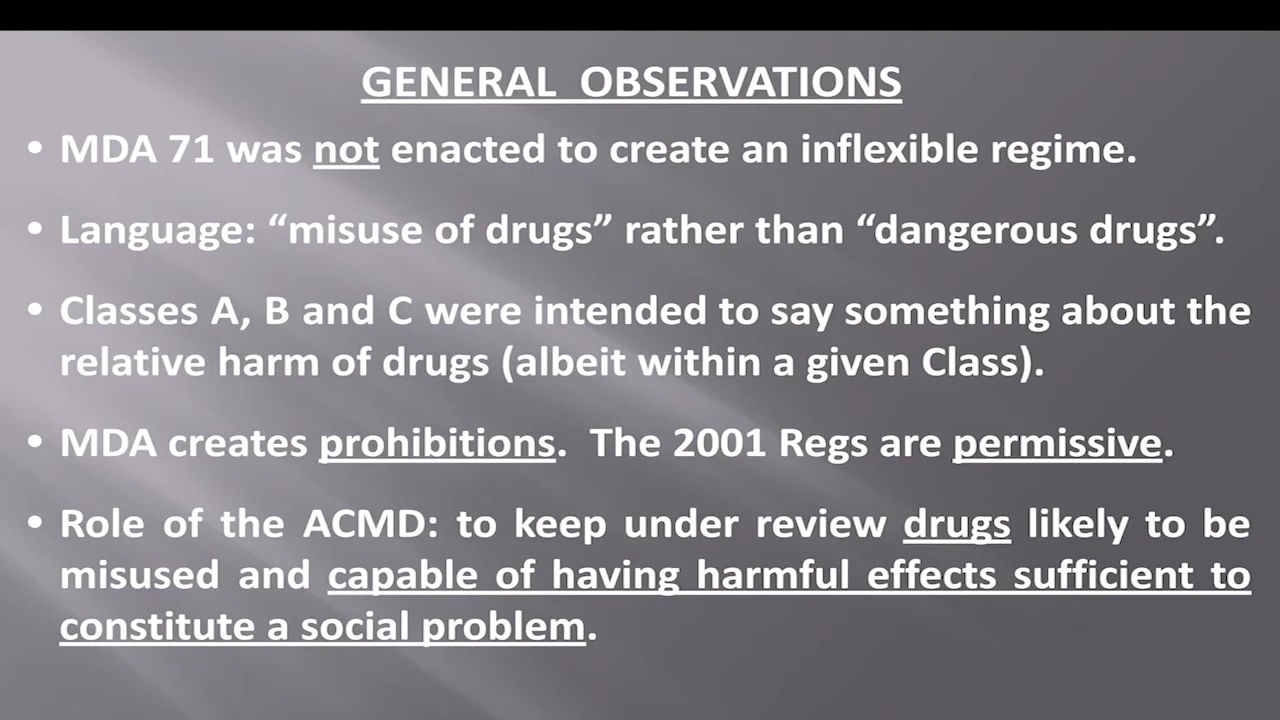 GENERAL OBSERVATIONS
• MDA 71 was not enacted to create an inflexible regime.
• Language: “misuse of drugs” rather than “dangerous drugs”.
• Classes A, B and C were intended to say something about the
relative harm of drugs (albeit within a given Class).
• MDA creates prohibitions. The 2001 Regs are permissive.
• Role of the ACMD: to keep under review drugs likely to be
misused and capable of having harmful effects sufficient to
constitute a social problem.